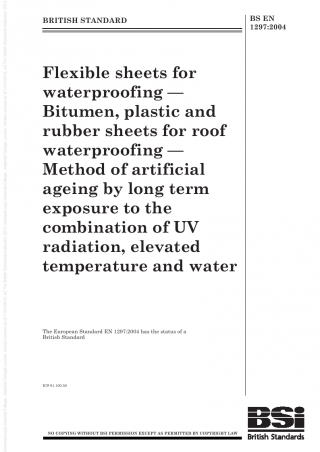 BRITISH STANDARD
BS EN
1297:2004
Flexible sheets for
waterproofing —
Bitumen, plastic and
rubber sheets for roof
waterproofing —
Method of artificial
ageing by long term
exposure to the
combination of UV
radiation, elevated
temperature and water
The European Standard EN 1297:2004 has the status of a
British Standard
ICS 91.100.50
NO COPYING WITHOUT BSI PERMISSION EXCEPT AS PERMITTED BY COPYRIGHT LAW
BSi
British Standards